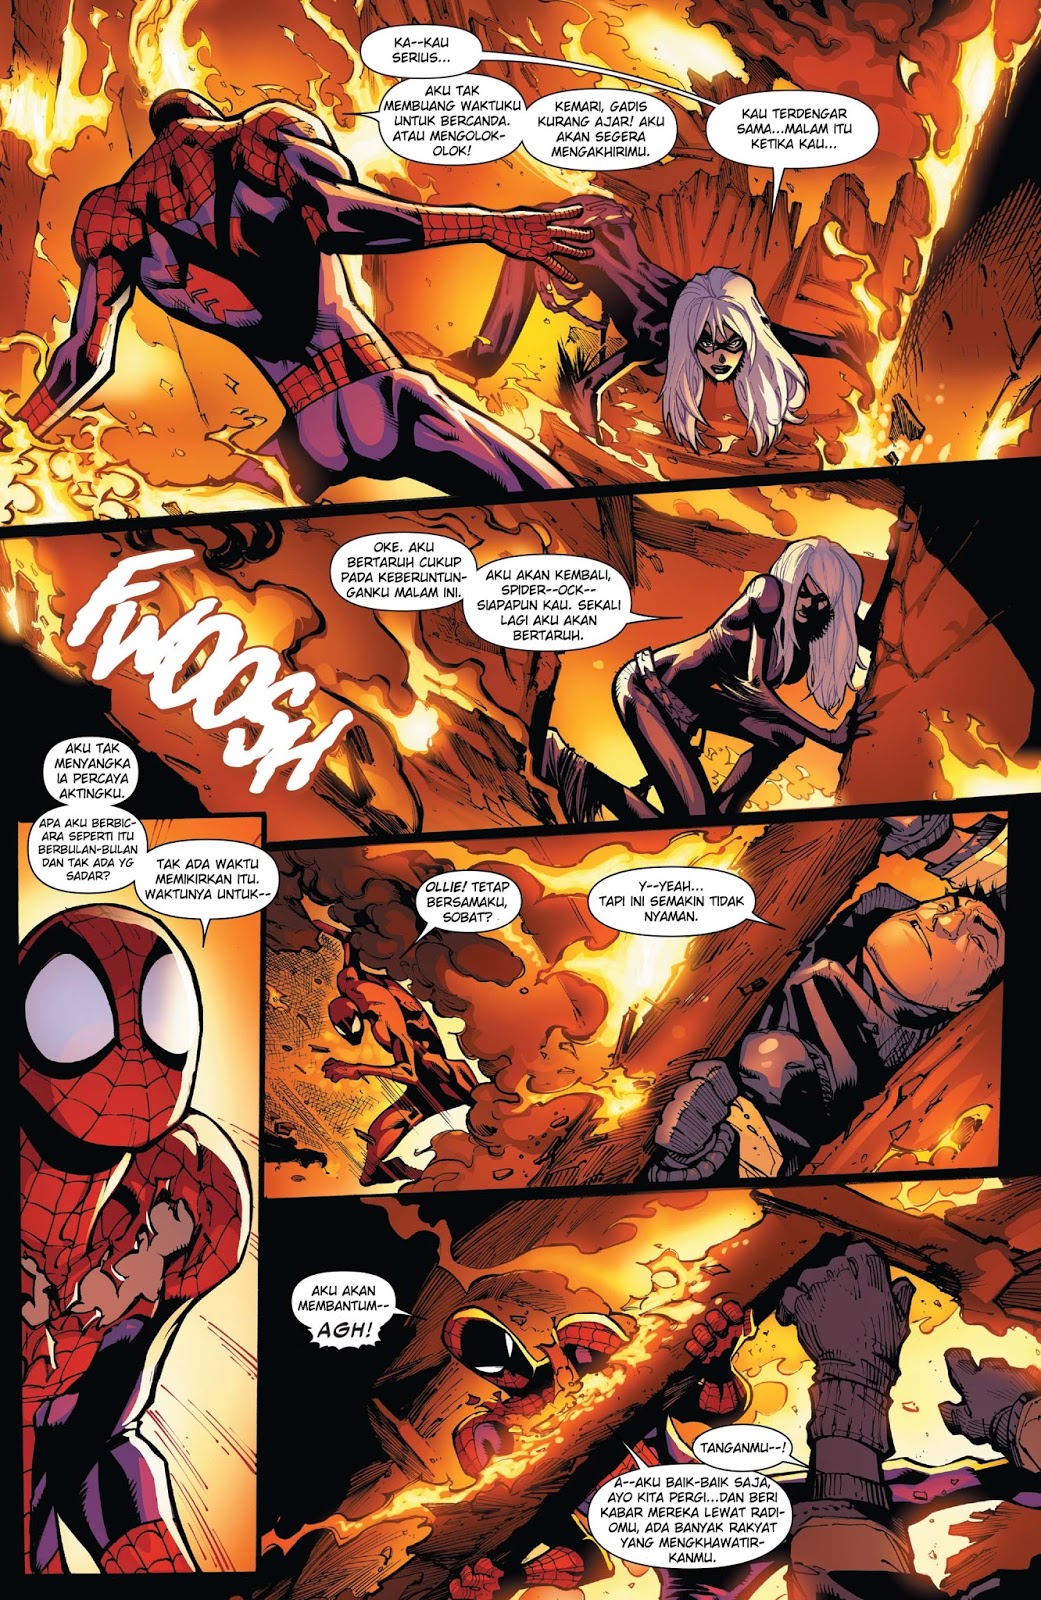 KA--KAU
SERIUS...
AKU TAK
MEMBUANG WAKTUKU
UNTUK BERCANDA.
ATAU MENGOLOK-
OLOK!
KEMARI, GADIS
KURANG AJAR! AKU
AKAN SEGERA
MENGAKHIRIMU.
KAU TERDENGAR
SAMA...MALAM ITU
KETIKA KAU...
FWOOSH
OKE. AKU
BERTARUH CUKUP
PADA KEBERUNTUN-
GANKU MALAM INI.
AKU AKAN KEMBALI,
SPIDER--OCK--
SIAPAPUN KAU. SEKALI
LAGI AKU AKAN
BERTARUH.
AKU TAK
MENYANGKA
IA PERCAYA
AKTINGKU.
APA AKU BERBIC-
ARA SEPERTI ITU
BERBULAN-BULAN
DAN TAK ADA YG
SADAR?
TAK ADA WAKTU
MEMIKIRKAN ITU.
WAKTUNYA UNTUK--
OLLIE! TETAP
BERSAMAKU,
SOBAT?
Y--YEAH...
TAPI INI SEMAKIN TIDAK
NYAMAN.
AKU AKAN
MEMBANTUM--
AGH!
TANGANMU--!
A--AKU BAIK-BAIK SAJA,
AYO KITA PERGI...DAN BERI
KABAR MEREKA LEWAT RADI-
OMU, ADA BANYAK RAKYAT
YANG MENGKHAWATIR-
KANMU.